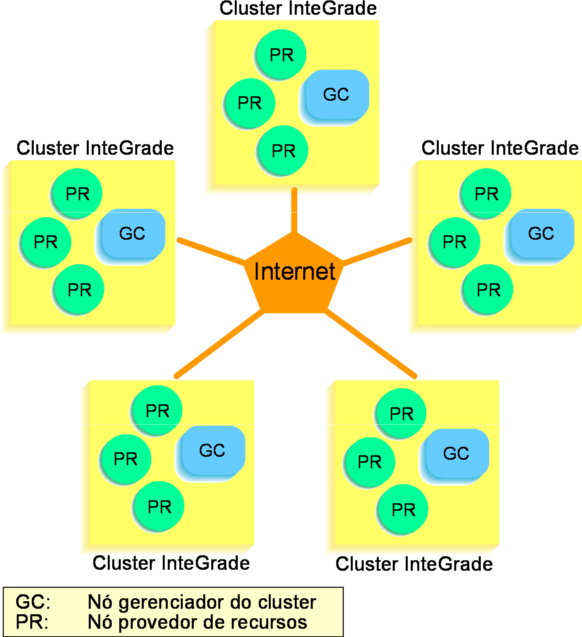 Cluster InteGrade
PR
GC
PR
PR
Cluster InteGrade
PR
GC
PR
PR
Cluster InteGrade
PR
GC
PR
PR
Internet
PR
GC
PR
PR
Cluster InteGrade
PR
GC
PR
PR
Cluster InteGrade
GC: Nó gerenciador do cluster
PR: Nó provedor de recursos